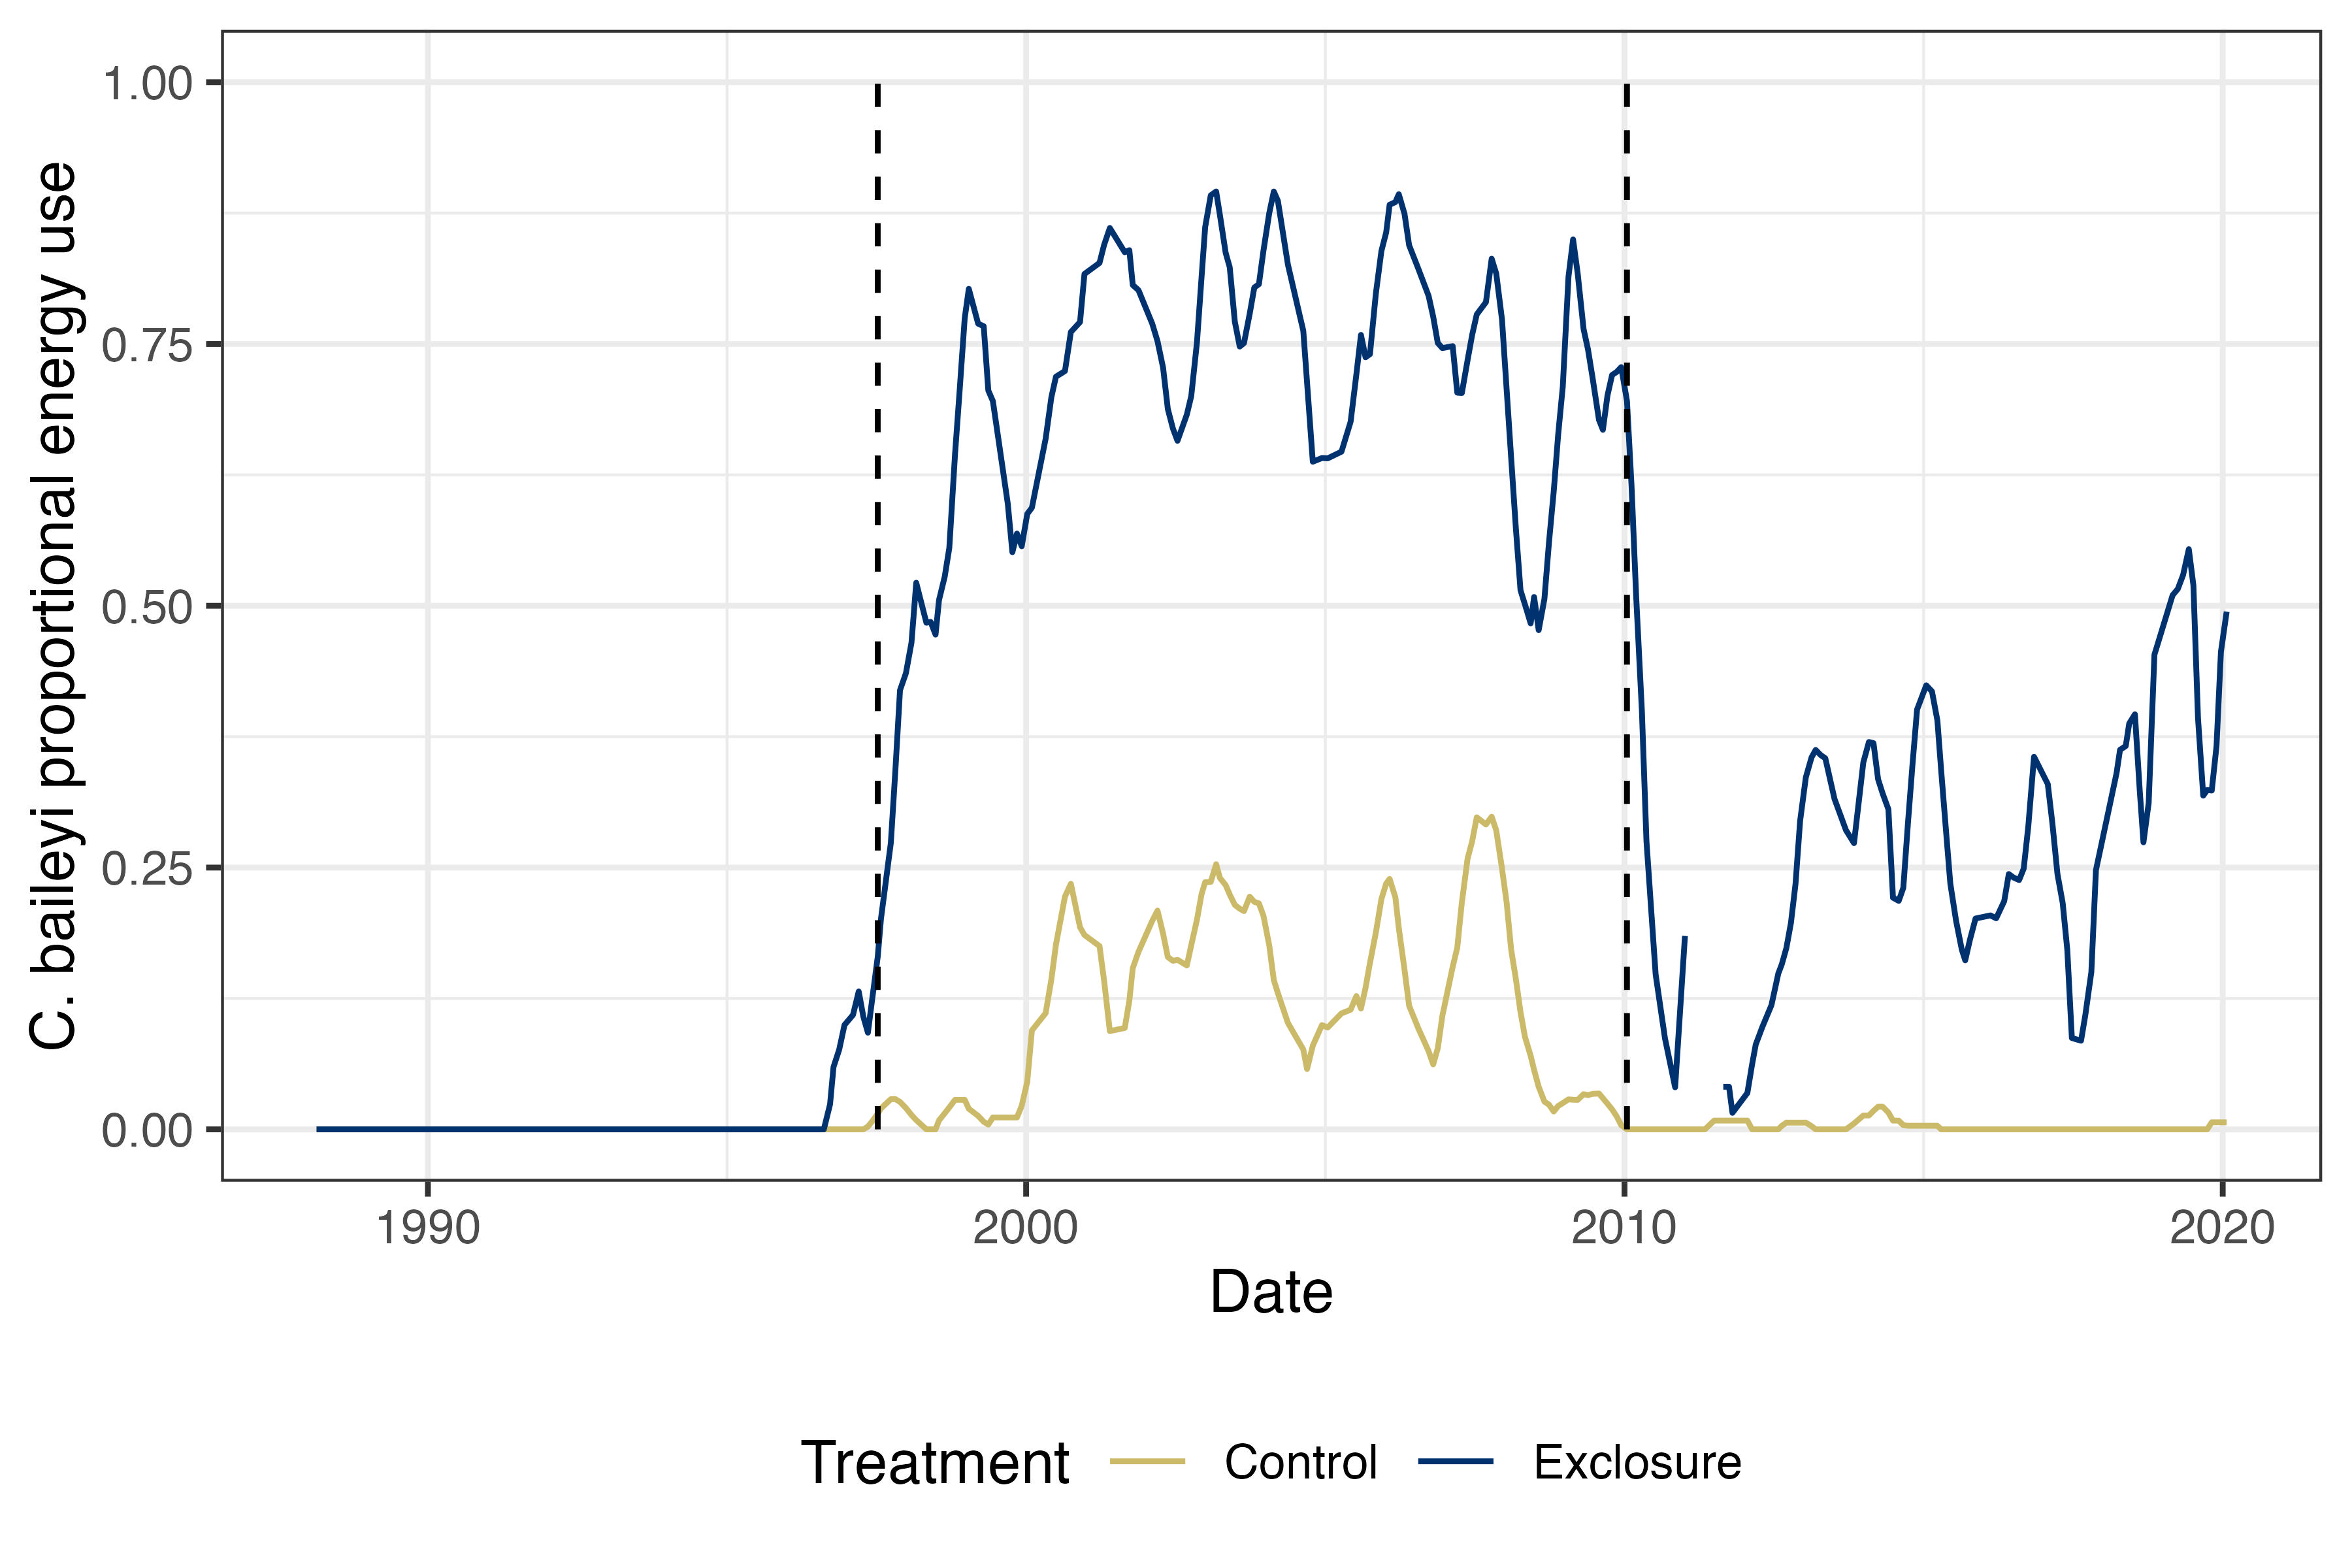 C. baileyi proportional energy use
1.00
0.75
0.50
0.25
0.00
1990 2000 2010 2020
Date
Treatment Control Exclosure